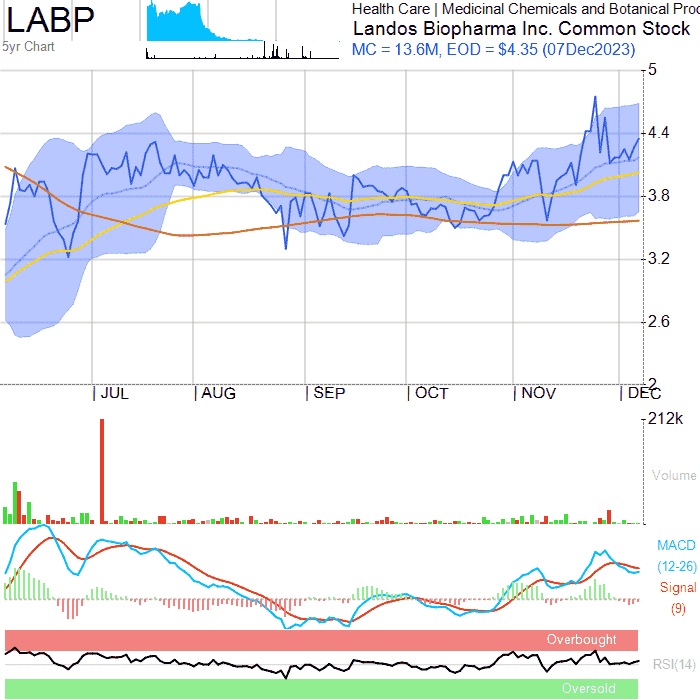 LABP
5yr Chart
Health Care | Medicinal Chemicals and Botanical Prod
Landos Biopharma Inc. Common Stock
MC = 13.6M, EOD = $4.35 (07Dec2023)
5
4.4
3.8
3.2
2.6
2
JUL AUG SEP OCT NOV DEC
212k
Volume
MACD
(12-26)
Signal
(9)
Overbought
RSI(14)
Oversold